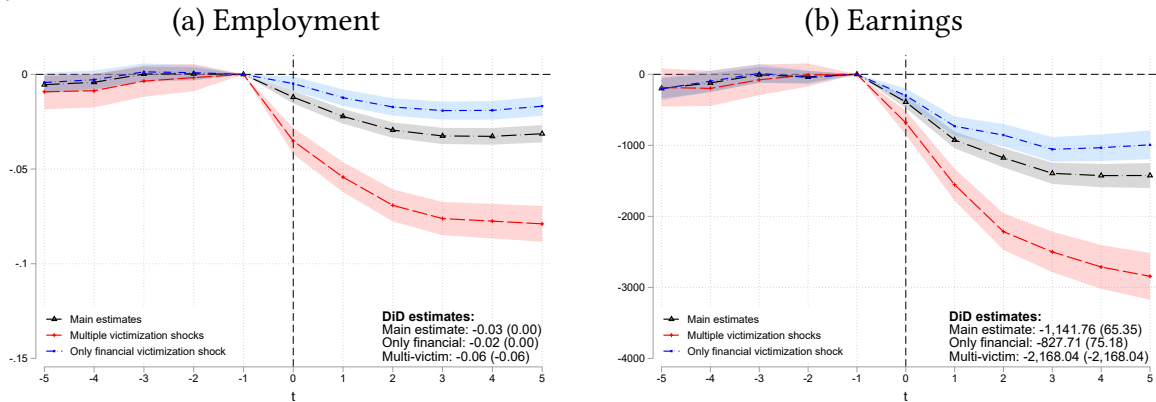 (a) Employment
0
-.05
-.1
-.15
-5 -4 -3 -2 -1 0 1 2 3 4 5
t
Main estimates
Multiple victimization shocks
Only financial victimization shock
DiD estimates:
Main estimate: -0.03 (0.00)
Only financial: -0.02 (0.00)
Multi-victim: -0.06 (-0.06)
(b) Earnings
0
-1000
-2000
-3000
-4000
-5 -4 -3 -2 -1 0 1 2 3 4 5
t
Main estimates
Multiple victimization shocks
Only financial victimization shock
DiD estimates:
Main estimate: -1,141.76 (65.35)
Only financial: -827.71 (75.18)
Multi-victim: -2,168.04 (-2,168.04)